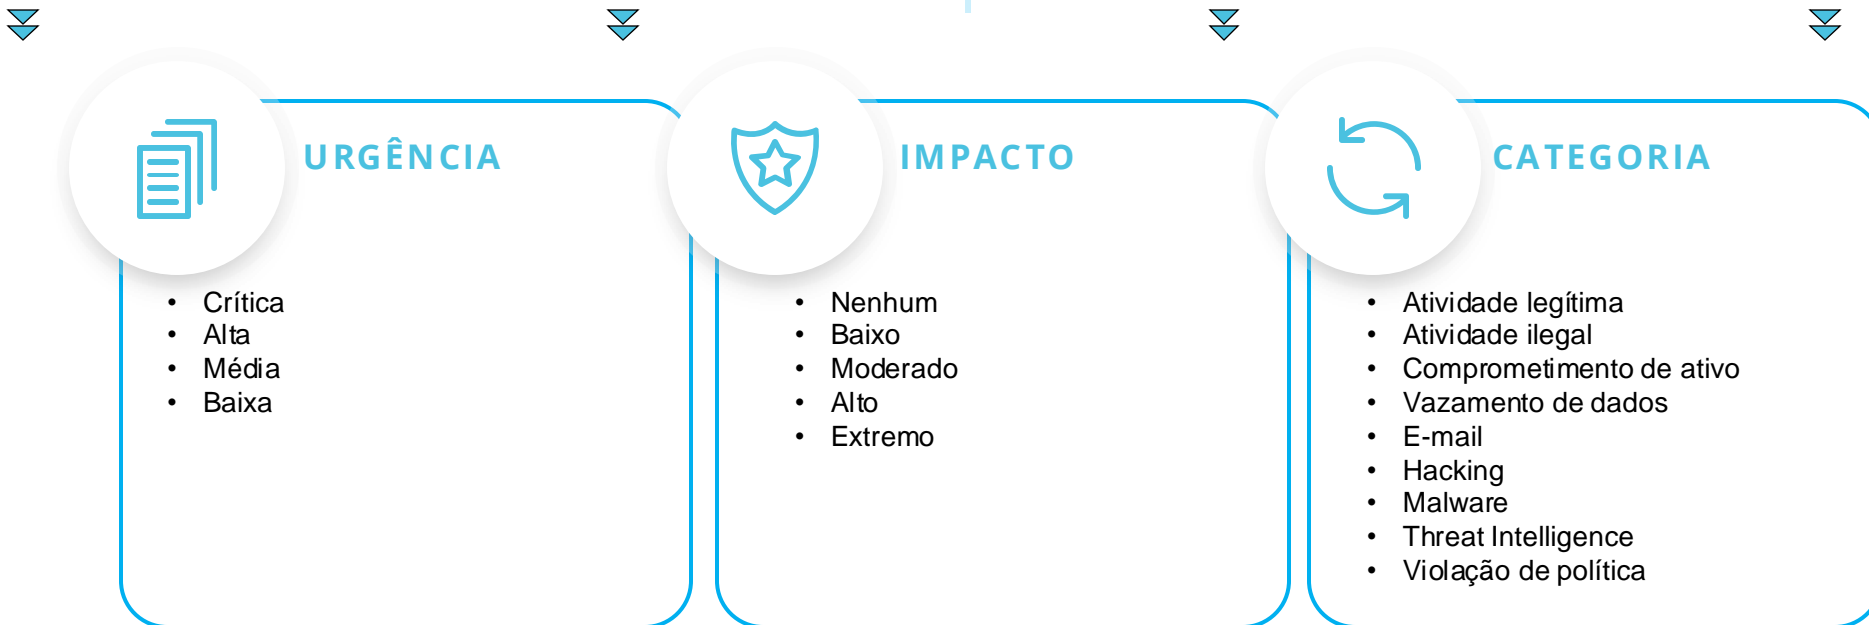 URGÊNCIA
• Crítica
• Alta
• Média
• Baixa
IMPACTO
• Nenhum
• Baixo
• Moderado
• Alto
• Extremo
CATEGORIA
• Atividade legítima
• Atividade ilegal
• Comprometimento de ativo
• Vazamento de dados
• E-mail
• Hacking
• Malware
• Threat Intelligence
• Violação de política